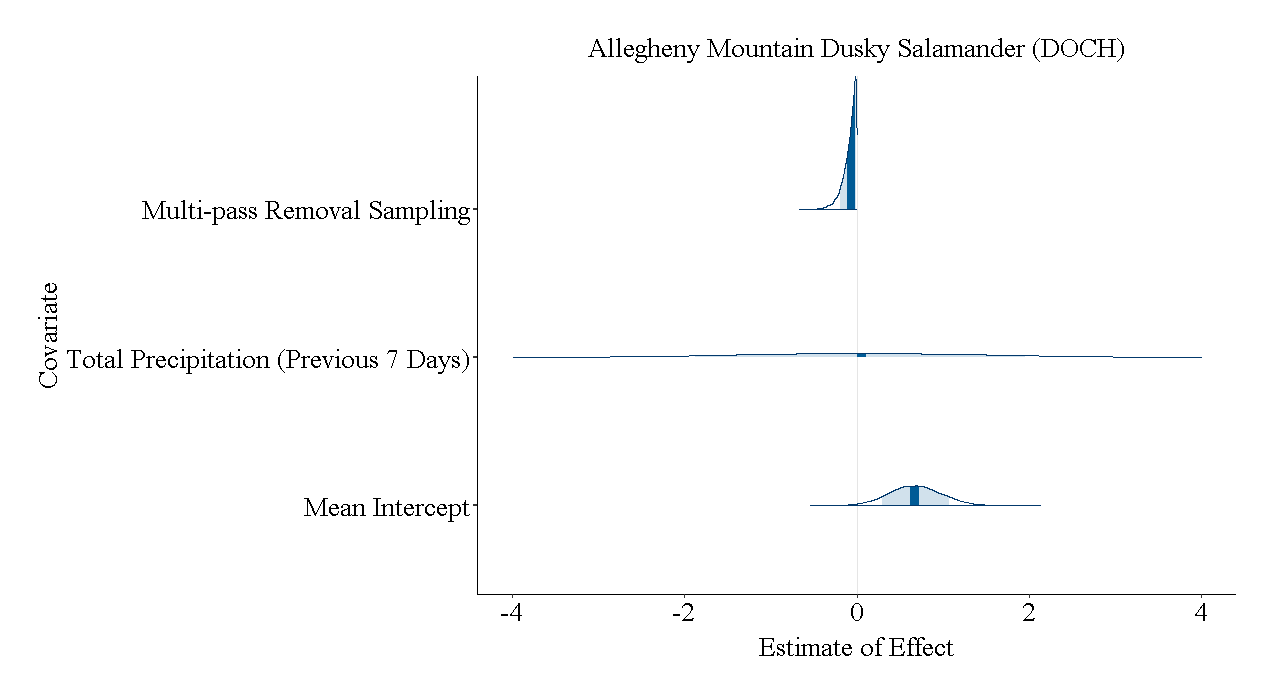 Allegheny Mountain Dusky Salamander (DOCH)
Multi-pass Removal Sampling
Total Precipitation (Previous 7 Days)
Mean Intercept
Covariate
-4 -2 0 2 4
Estimate of Effect